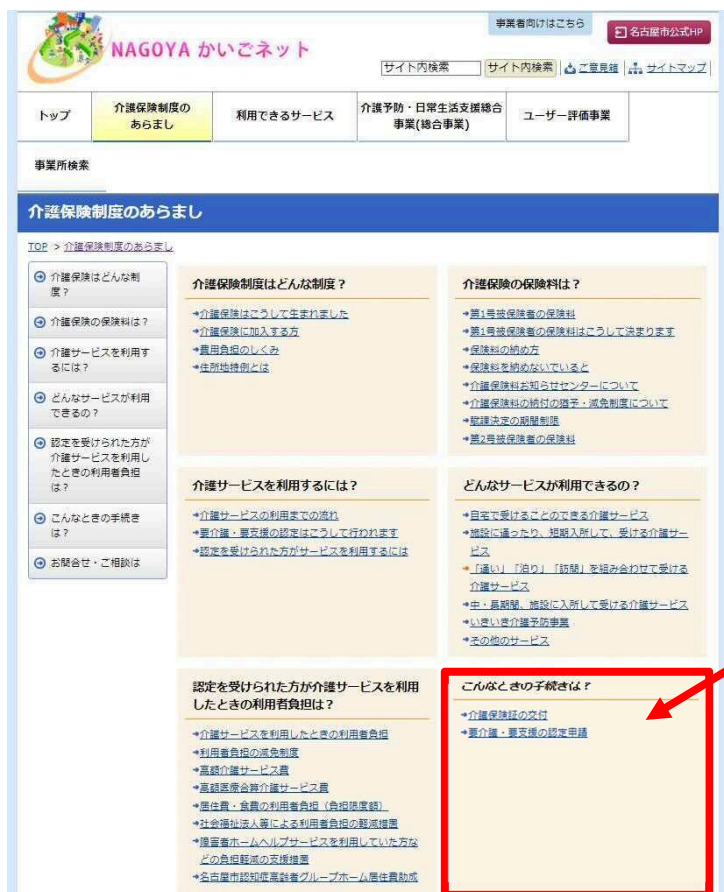 事業者向けはこちら
名古屋市公式HP
NAGOYA かいごネット
サイト内検索
サイト内検索
ご意見箱
サイトマップ
トップ
介護保険制度の
あらまし
利用できるサービス
介護予防・日常生活支援総合
事業(総合事業)
ユーザー評価事業
事業所検索
介護保険制度のあらまし
TOP > 介護保険制度のあらまし
介護保険はどんな制
度？
介護保険の保険料は？
介護サービスを利用す
るには？
どんなサービスが利用
できるの？
認定を受けられた方が
介護サービスを利用し
たときの利用者負担
は？
こんなときの手続き
は？
お問合せ・ご相談は
介護保険制度はどんな制度？
介護保険はこうして生まれました
介護保険に加入する方
費用負担のしくみ
住所地特例とは
介護保険の保険料は？
第1号被保険者の保険料
第1号被保険者の保険料はこうして決まります
保険料の納め方
保険料を納めないでいると
介護保険料お知らせセンターについて
介護保険料の納付の猶予・減免制度について
賦課決定の期間制限
第2号被保険者の保険料
介護サービスを利用するには？
介護サービスの利用までの流れ
要介護・要支援の認定はこうして行われます
認定を受けられた方がサービスを利用するには
どんなサービスが利用できるの？
自宅で受けることのできる介護サービス
施設に通ったり、短期入所して、受ける介護サー
ビス
「通い」「泊り」「訪問」を組み合わせて受ける
介護サービス
中・長期間、施設に入所して受ける介護サービス
いきいき介護予防事業
その他のサービス
認定を受けられた方が介護サービスを利用
したときの利用者負担は？
介護サービスを利用したときの利用者負担
利用者負担の減免制度
高額介護サービス費
高額医療合算介護サービス費
居住費・食費の利用者負担（負担限度額）
社会福祉法人等による利用者負担の軽減措置
障害者ホームヘルプサービスを利用していた方な
どの負担軽減の支援措置
名古屋市認知症高齢者グループホーム居住費助成
こんなときの手続きは？
介護保険証の交付
要介護・要支援の認定申請